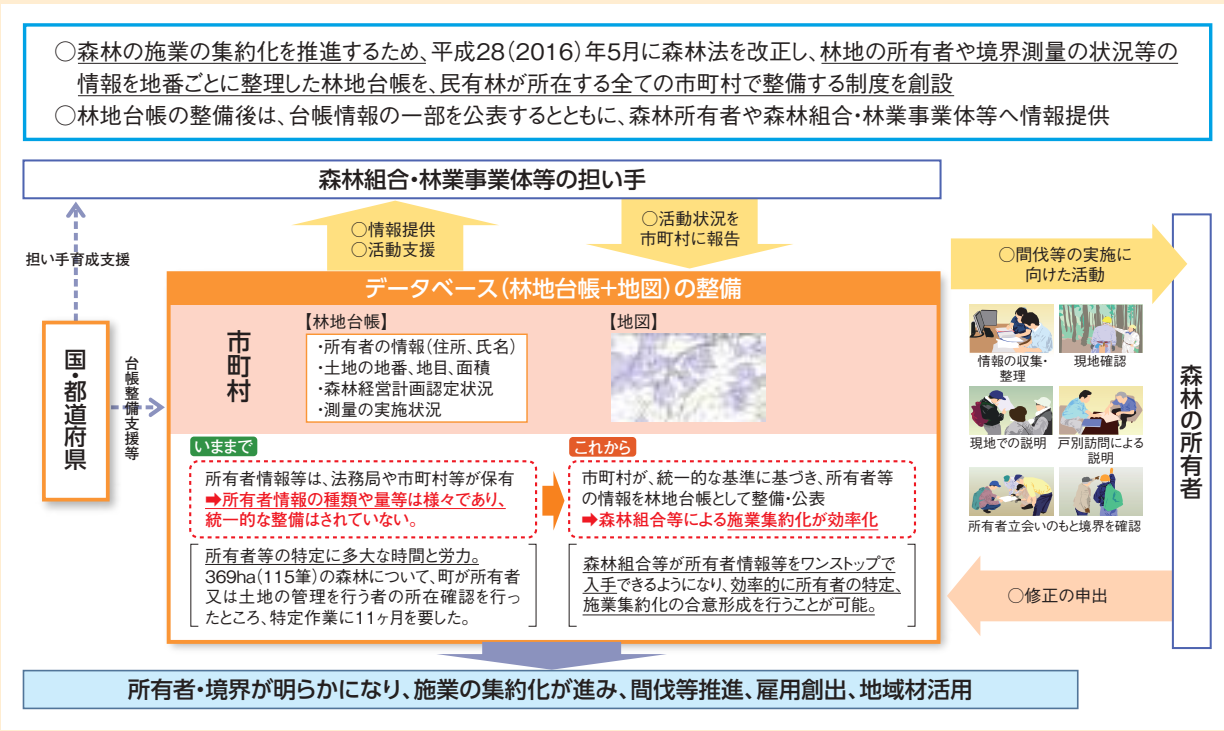 ○森林の施業の集約化を推進するため、平成28(2016)年5月に森林法を改正し、林地の所有者や境界測量の状況等の
情報を地番ごとに整理した林地台帳を、民有林が所在する全ての市町村で整備する制度を創設
○林地台帳の整備後は、台帳情報の一部を公表するとともに、森林所有者や森林組合・林業事業体等へ情報提供
森林組合・林業事業体等の担い手
○情報提供
○活動支援
○活動状況を
市町村に報告
担い手育成支援
国・都道府県
台帳整備支援等
データベース(林地台帳+地図)の整備
市町村
【林地台帳】
・所有者の情報(住所、氏名)
・土地の地番、地目、面積
・森林経営計画認定状況
・測量の実施状況
【地図】
いままで
所有者情報等は、法務局や市町村等が保有
➡所有者情報の種類や量等は様々であり、
統一的な整備はされていない。
所有者等の特定に多大な時間と労力。
369ha(115筆)の森林について、町が所有者
又は土地の管理を行う者の所在確認を行っ
たところ、特定作業に11ヶ月を要した。
これから
市町村が、統一的な基準に基づき、所有者等
の情報を林地台帳として整備・公表
➡森林組合等による施業集約化が効率化
森林組合等が所有者情報等をワンストップで
入手できるようになり、効率的に所有者の特定、
施業集約化の合意形成を行うことが可能。
○間伐等の実施に
向けた活動
情報の収集・
整理
現地確認
現地での説明
戸別訪問による
説明
所有者立会いのもと境界を確認
○修正の申出
森林の所有者
所有者・境界が明らかになり、施業の集約化が進み、間伐等推進、雇用創出、地域材活用